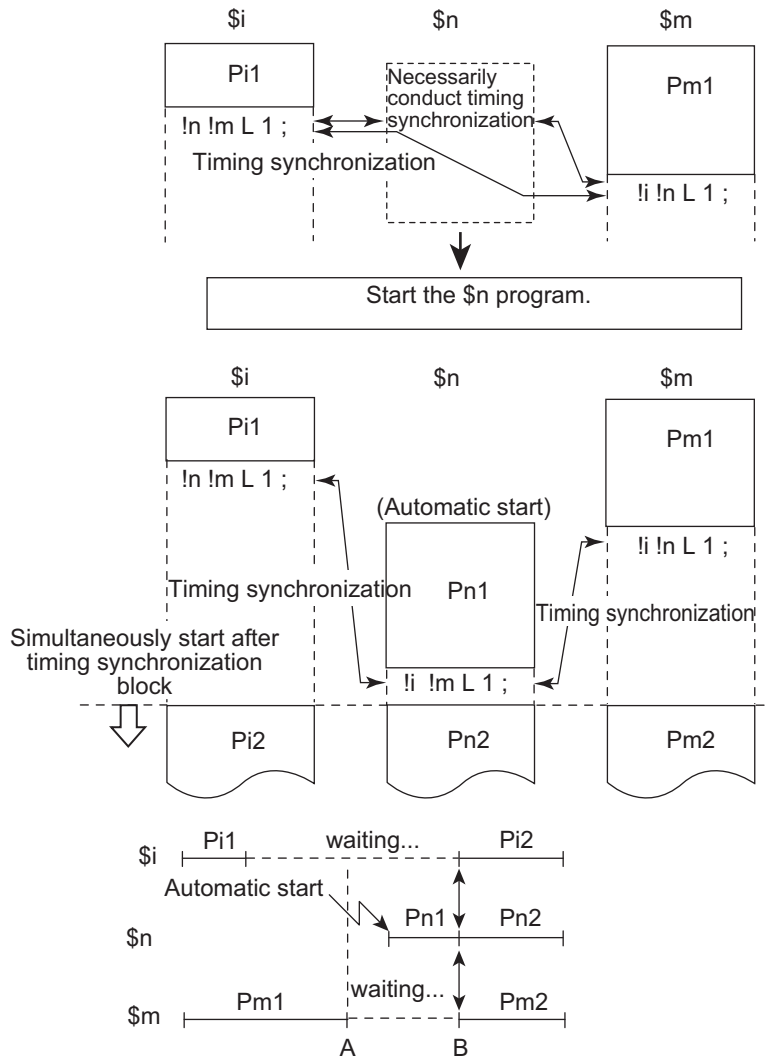 $i $n $m
Pi1
Necessarily
conduct timing
synchronization
Pm1
!n !m L 1 ;
Timing synchronization
!i !n L 1 ;
Start the $n program.
$i $n $m
Pi1
Pm1
!n !m L 1 ;
(Automatic start)
!i !n L 1 ;
Timing synchronization
Pn1
Timing synchronization
Simultaneously start after
timing synchronization
block
!i !m L 1 ;
Pi2 Pn2 Pm2
$i Pi1 waiting... Pi2
Automatic start
$n Pn1 Pn2
waiting...
$m Pm1 Pm2
A B